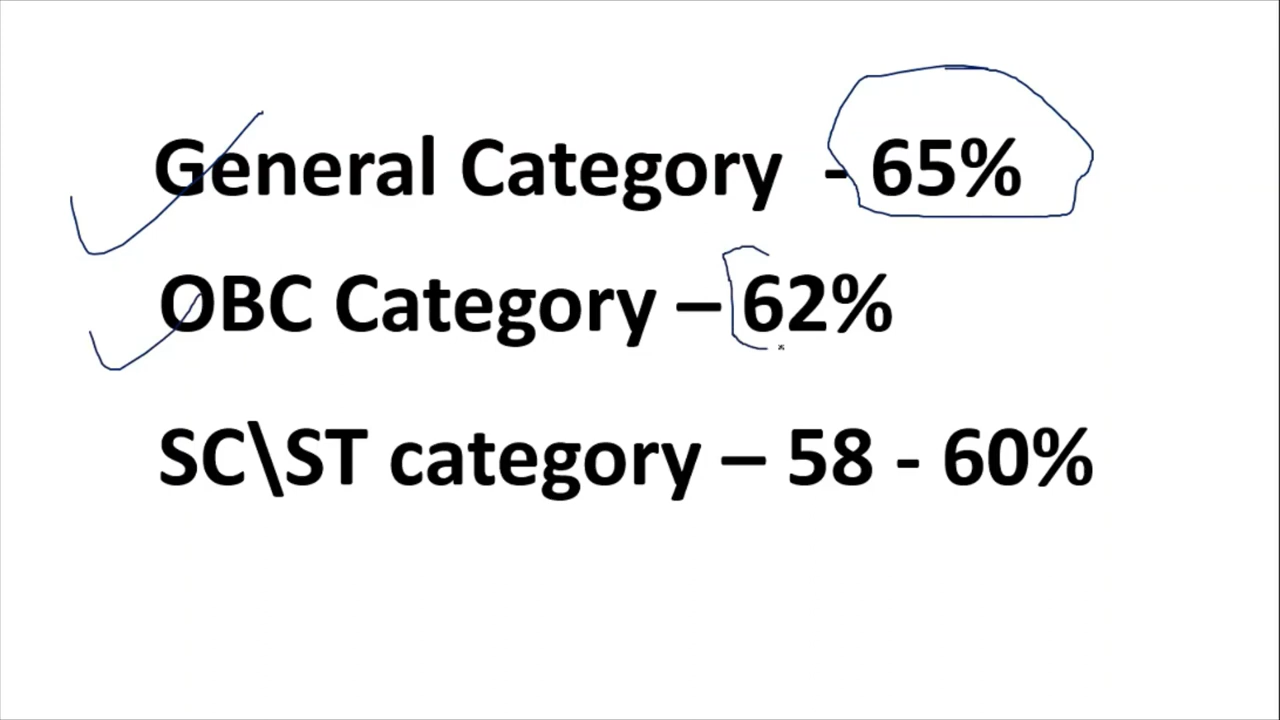 General Category - 65%
OBC Category – 62%
SC\ST category – 58 - 60%